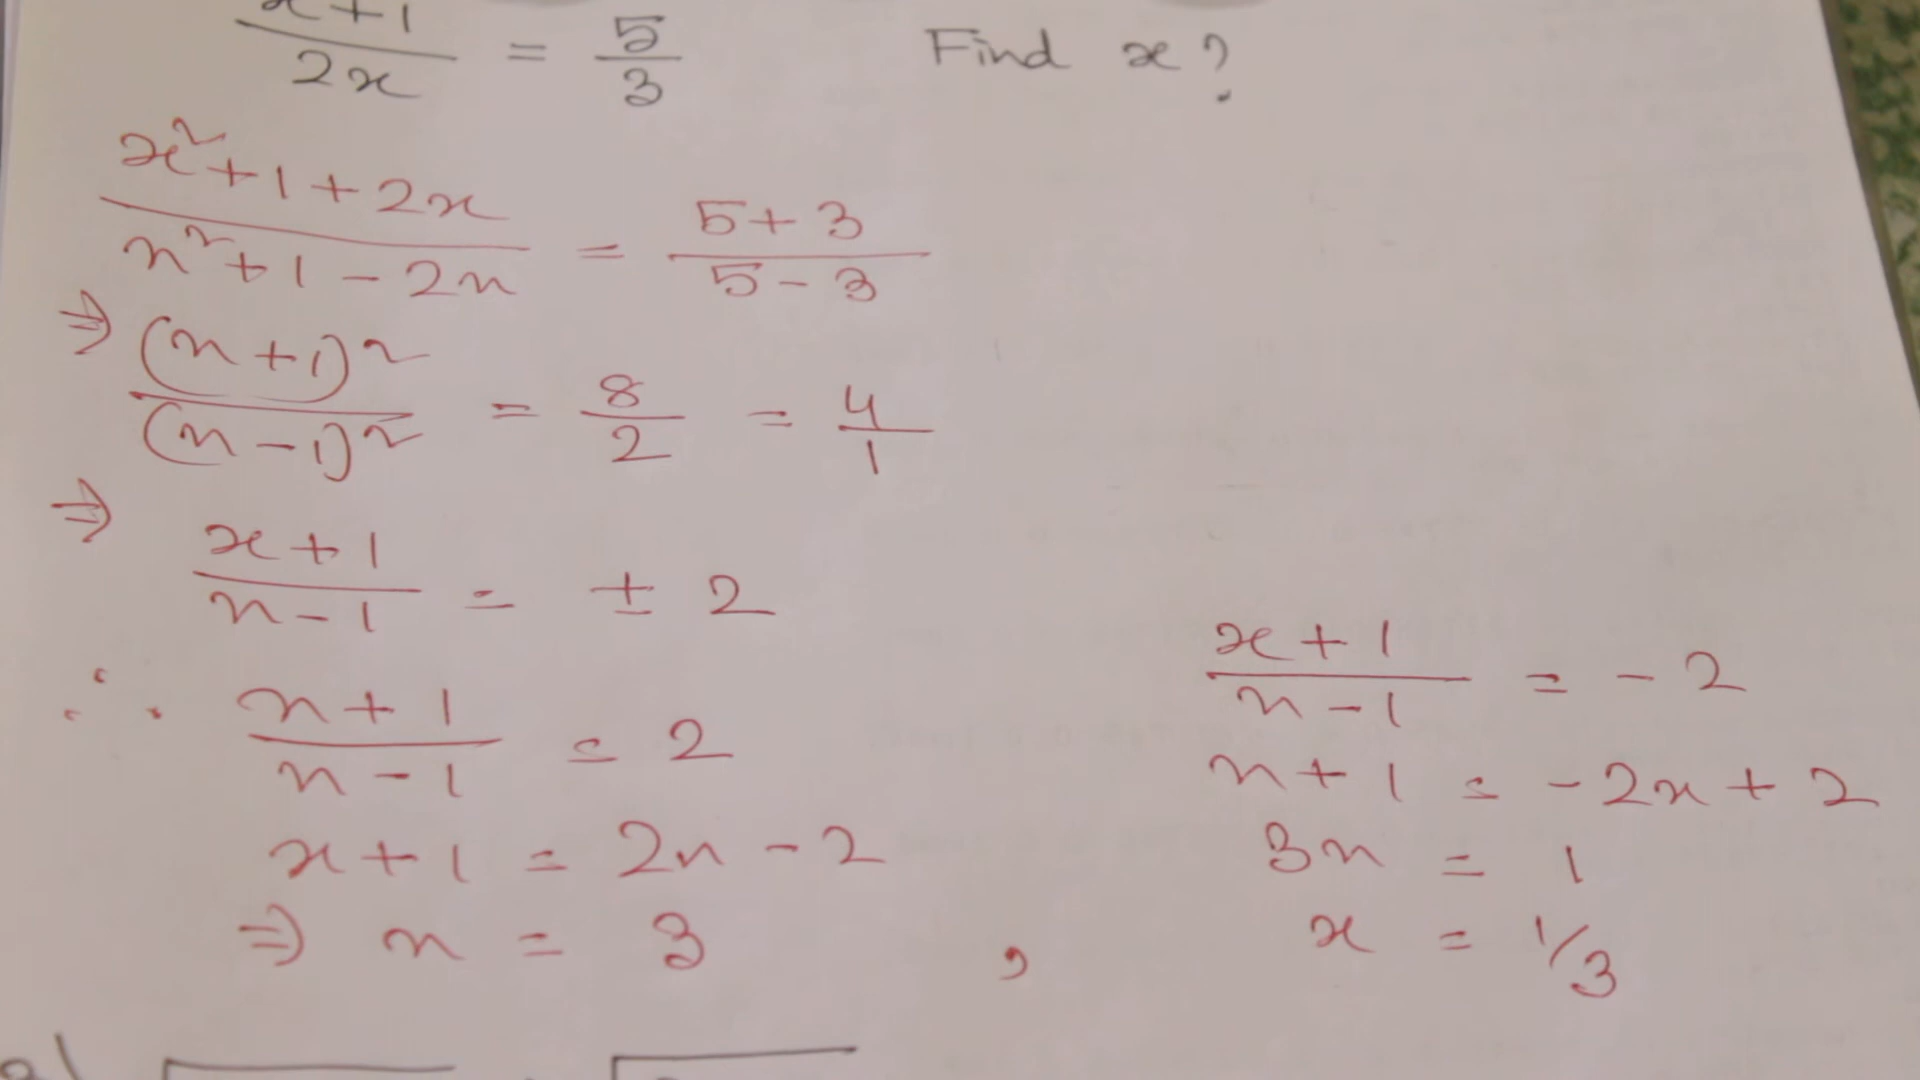 x+1/2x = 5/3 Find x?
x²+1+2x/x²+1-2x = 5+3/5-3
⇒ (x+1)²/(x-1)² = 8/2 = 4/1
⇒ x+1/x-1 = ± 2
∴ x+1/x-1 = 2
x+1 = 2x-2
⇒ x = 3 ,
x+1/x-1 = -2
x+1 = -2x+2
3x = 1
x = 1/3